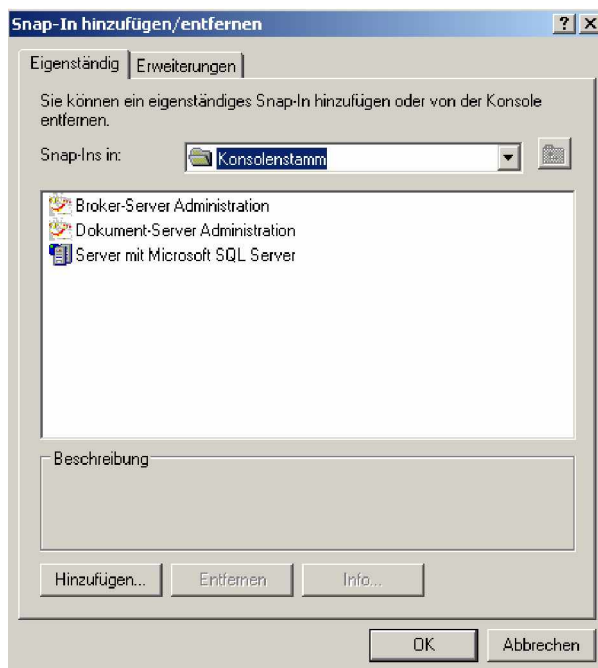 Snap-In hinzufügen/entfernen
Eigenständig
Erweiterungen
Sie können ein eigenständiges Snap-In hinzufügen oder von der Konsole
entfernen.
Snap-Ins in:
Konsolenstamm
Broker-Server Administration
Dokument-Server Administration
Server mit Microsoft SQL Server
Beschreibung
Hinzufügen...
Entfernen
Info...
OK
Abbrechen